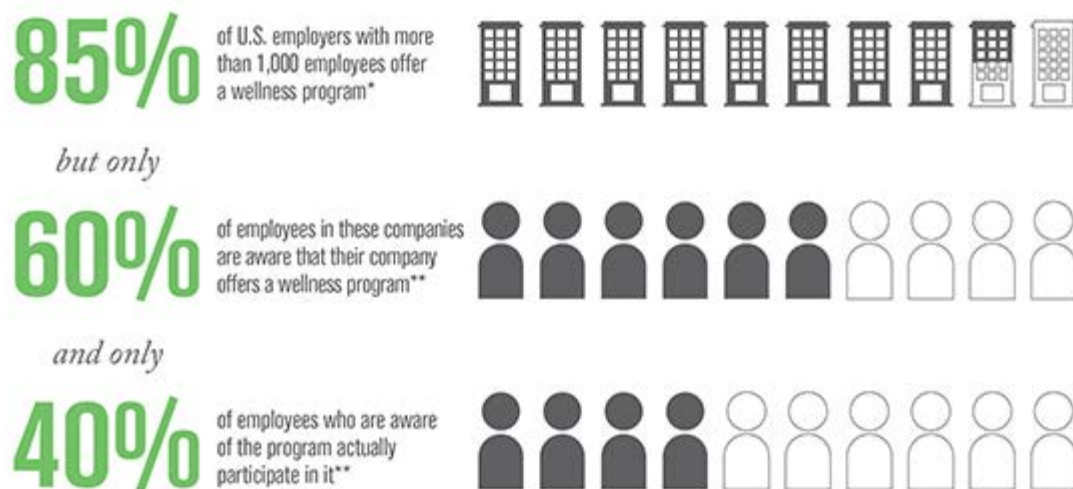 85%
of U.S. employers with more
than 1,000 employees offer
a wellness program*
but only
60%
of employees in these companies
are aware that their company
offers a wellness program**
and only
40%
of employees who are aware
of the program actually
participate in it**